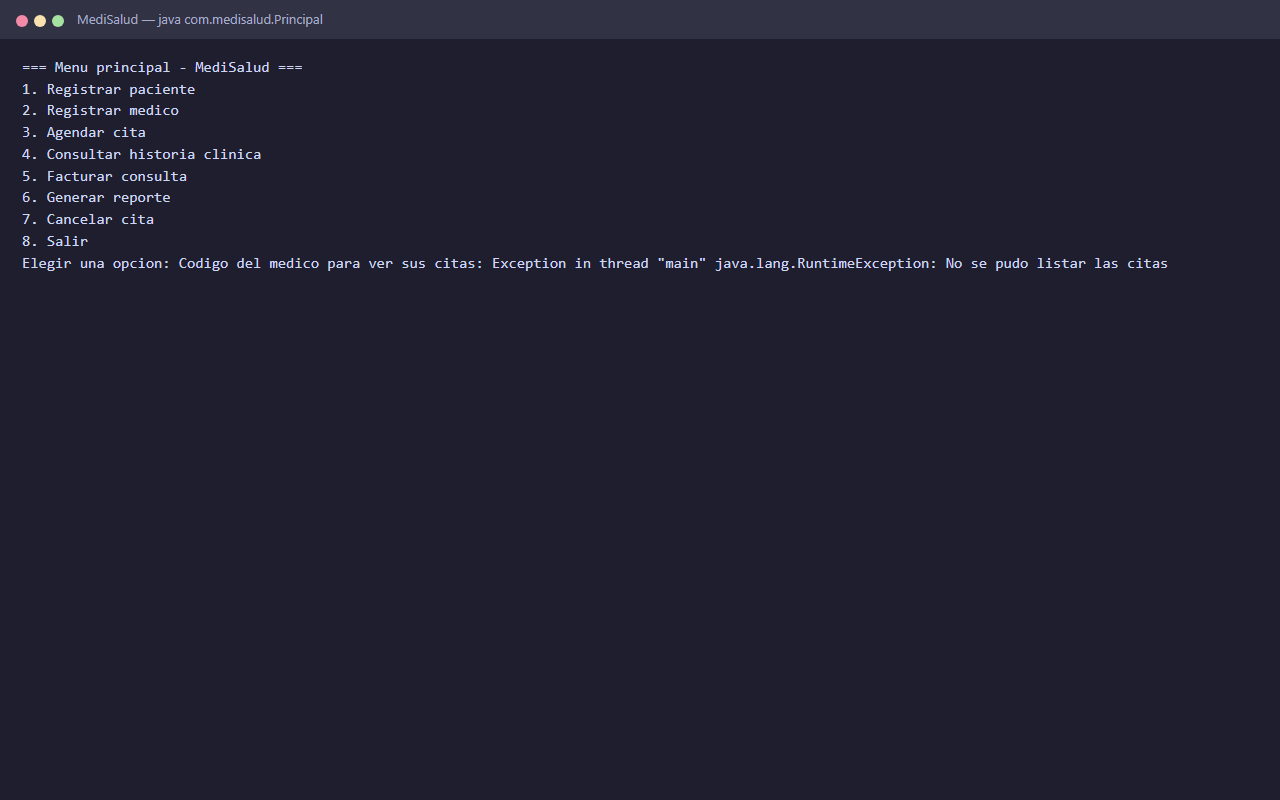 MediSalud — java com.medisalud.Principal
=== Menu principal - MediSalud ===
1. Registrar paciente
2. Registrar medico
3. Agendar cita
4. Consultar historia clinica
5. Facturar consulta
6. Generar reporte
7. Cancelar cita
8. Salir
Elegir una opcion: Codigo del medico para ver sus citas: Exception in thread "main" java.lang.RuntimeException: No se pudo listar las citas